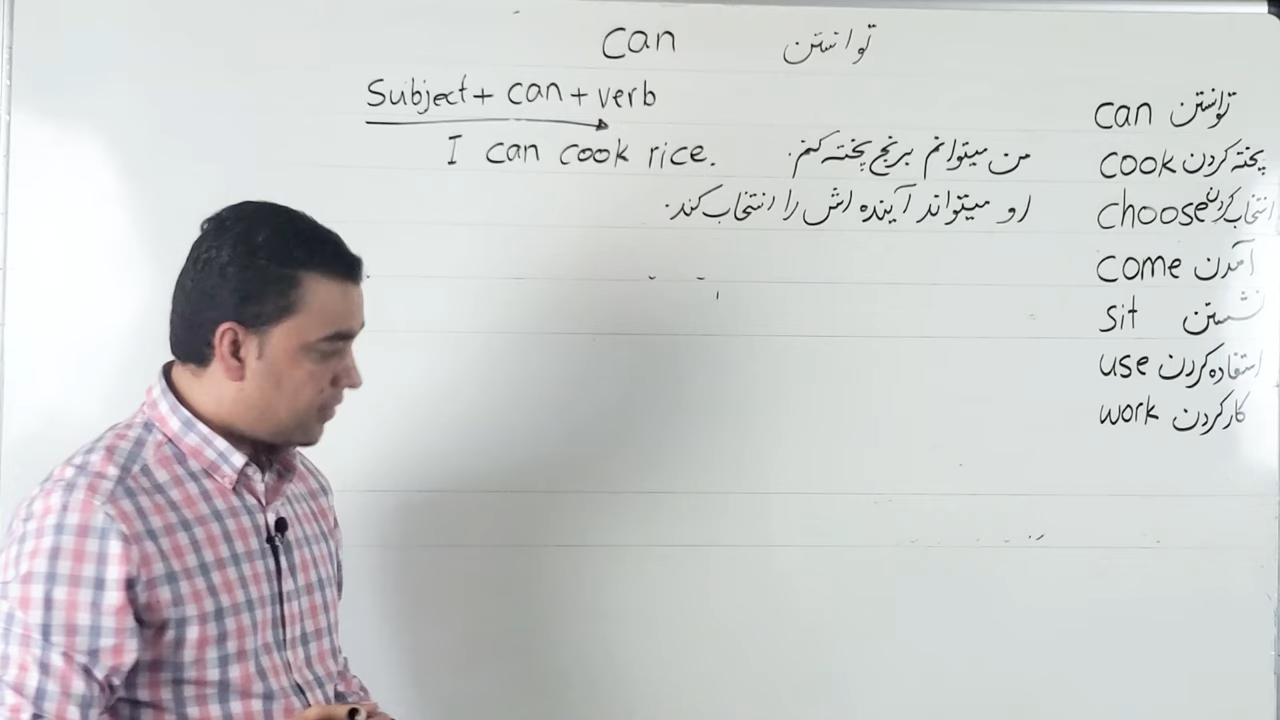 can توانستن
Subject + can + verb
I can cook rice. من میتوانم برنج پخته کنم.
او میتواند آینده اش را انتخاب کند.
can توانستن
cook پخته کردن
choose انتخاب کردن
come آمدن
sit نشستن
use استفاده کردن
work کار کردن